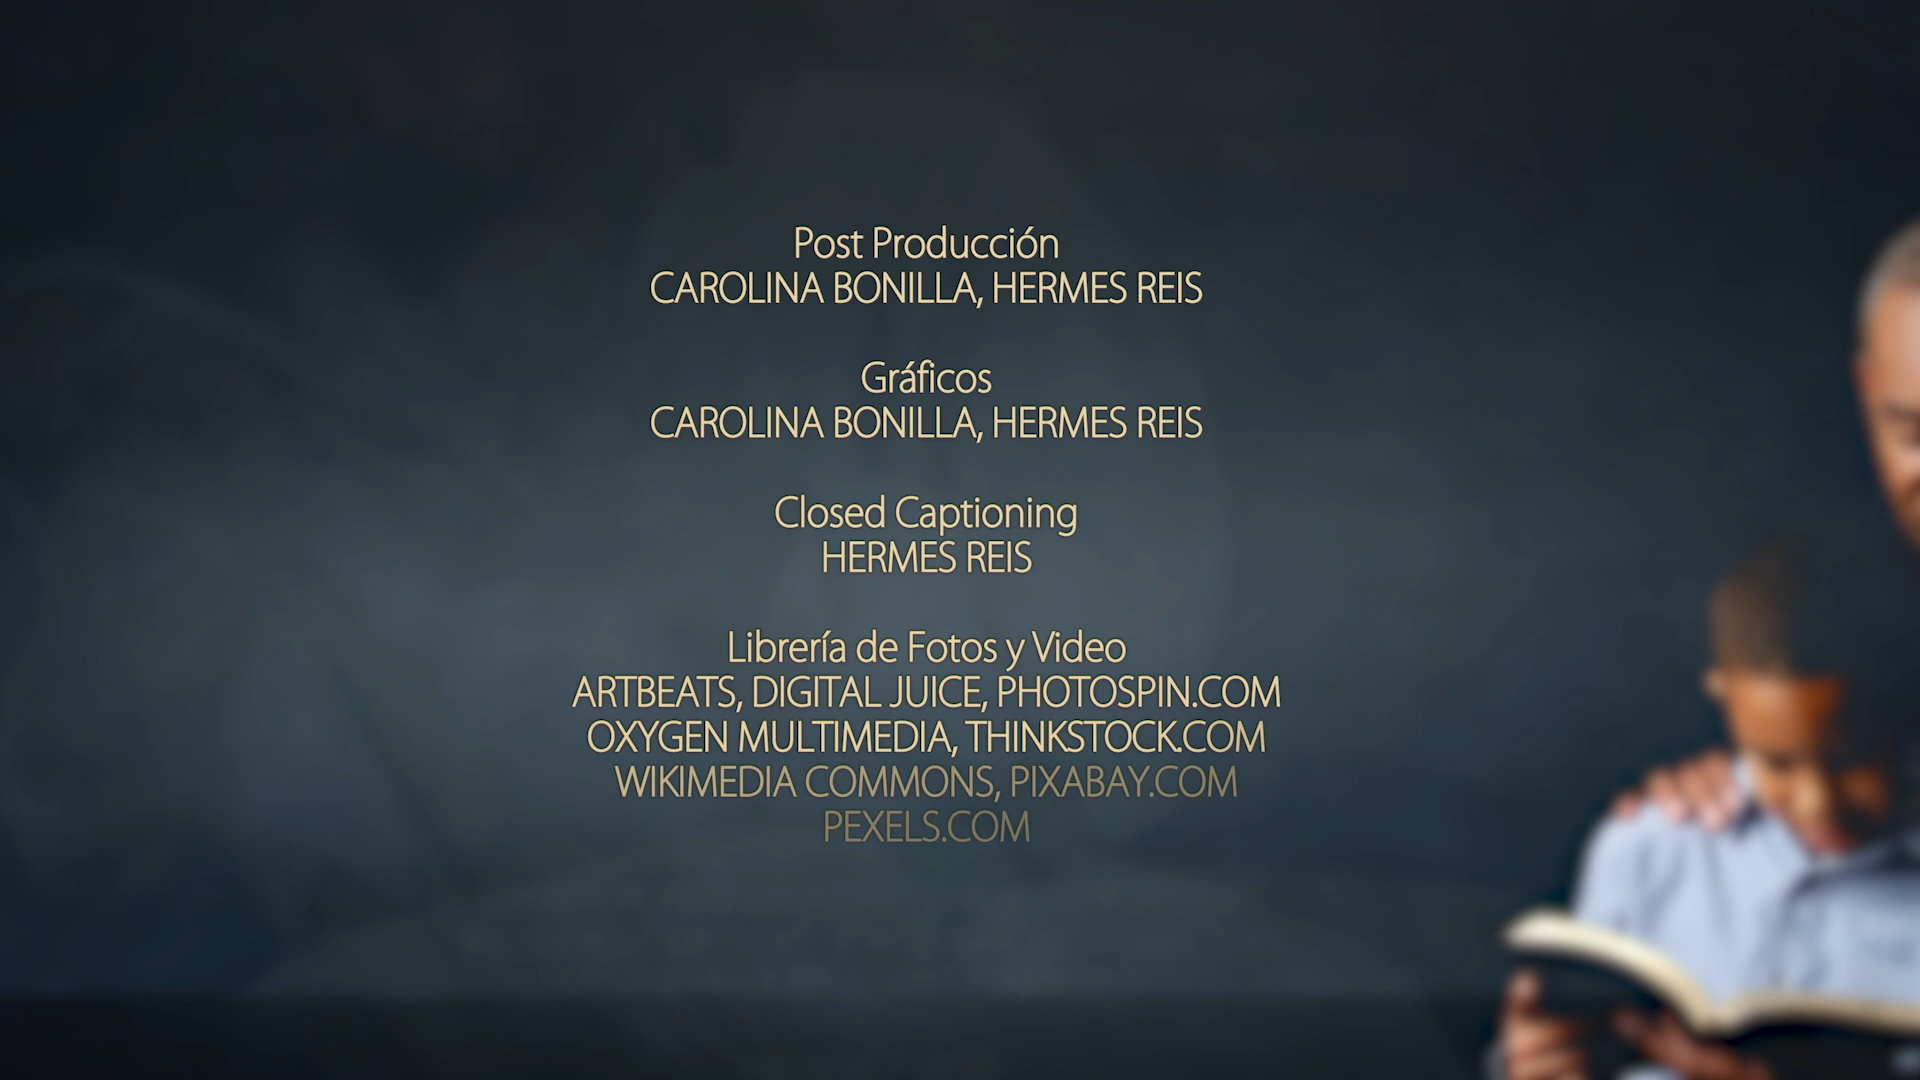 Post Producción
CAROLINA BONILLA, HERMES REIS
Gráficos
CAROLINA BONILLA, HERMES REIS
Closed Captioning
HERMES REIS
Librería de Fotos y Video
ARTBEATS, DIGITAL JUICE, PHOTOSPIN.COM
OXYGEN MULTIMEDIA, THINKSTOCK.COM
WIKIMEDIA COMMONS, PIXABAY.COM
PEXELS.COM